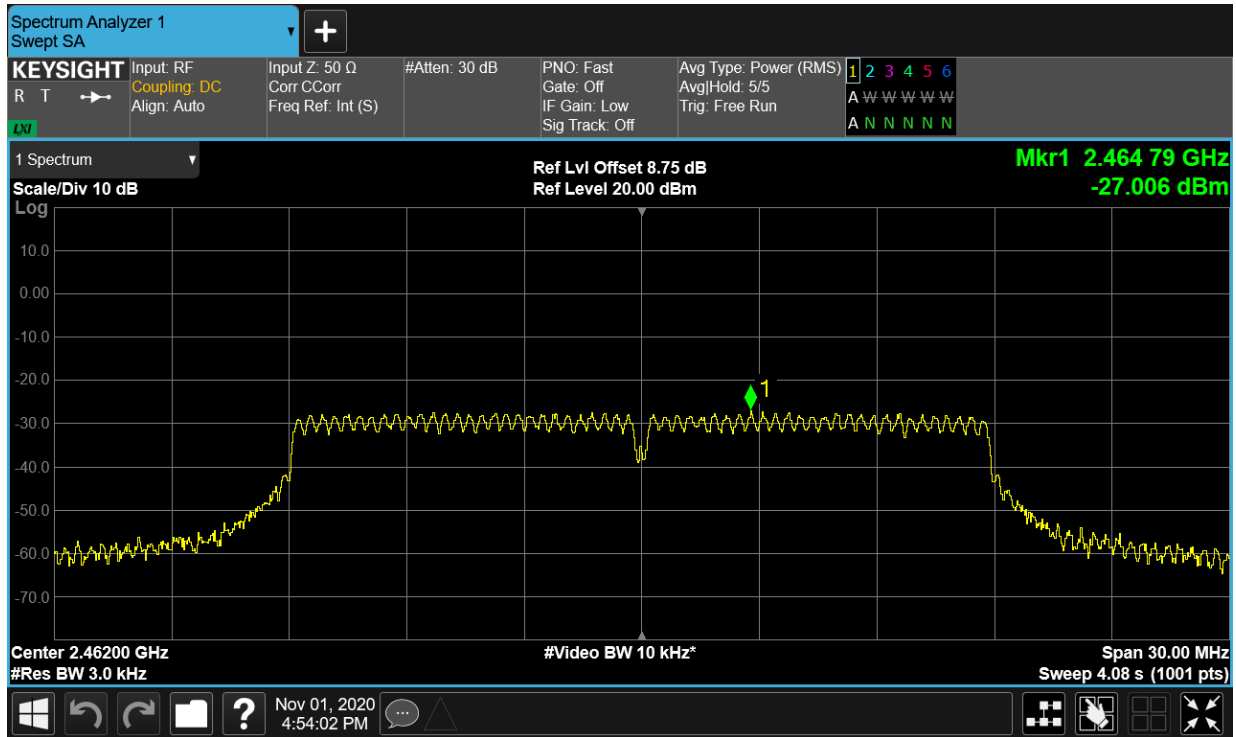 Spectrum Analyzer 1
Swept SA
+
KEYSIGHT
R T
LXI
Input: RF
Coupling: DC
Align: Auto
Input Z: 50 Ω
Corr CCorr
Freq Ref: Int (S)
#Atten: 30 dB
PNO: Fast
Gate: Off
IF Gain: Low
Sig Track: Off
Avg Type: Power (RMS)
Avg|Hold: 5/5
Trig: Free Run
1 2 3 4 5 6
A W W W W W
A N N N N N
1 Spectrum
Scale/Div 10 dB
Log
Ref Lvl Offset 8.75 dB
Ref Level 20.00 dBm
Mkr1 2.464 79 GHz
-27.006 dBm
10.0
0.00
-10.0
-20.0
-30.0
-40.0
-50.0
-60.0
-70.0
1
Center 2.46200 GHz
#Res BW 3.0 kHz
#Video BW 10 kHz*
Span 30.00 MHz
Sweep 4.08 s (1001 pts)
?
Nov 01, 2020
4:54:02 PM